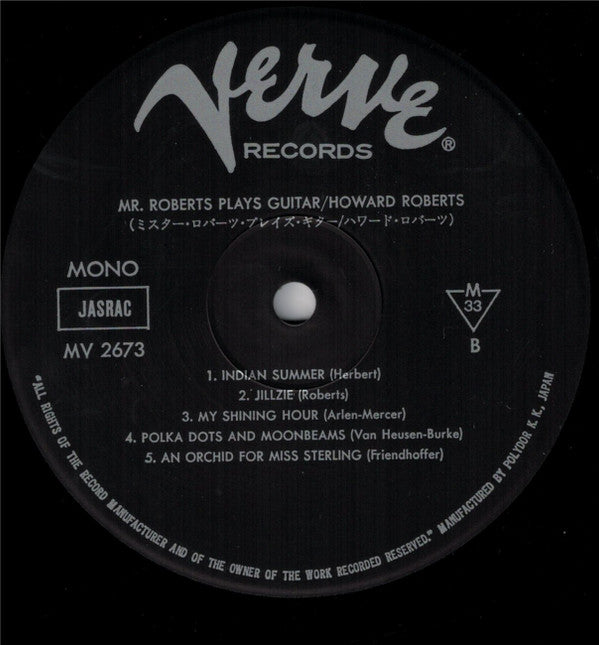 Verve®
RECORDS
MR. ROBERTS PLAYS GUITAR/HOWARD ROBERTS
(ミスター・ロバーツ・プレイズ・ギター/ハワード・ロバーツ)
MONO
JASRAC
MV 2673
M
33
B
1. INDIAN SUMMER (Herbert)
2. JILLZIE (Roberts)
3. MY SHINING HOUR (Arlen-Mercer)
4. POLKA DOTS AND MOONBEAMS (Van Heusen-Burke)
5. AN ORCHID FOR MISS STERLING (Friendhoffer)
"ALL RIGHTS OF THE RECORD MANUFACTURER AND OF THE OWNER OF THE WORK RECORDED RESERVED." MANUFACTURED BY POLYDOR K.K., JAPAN